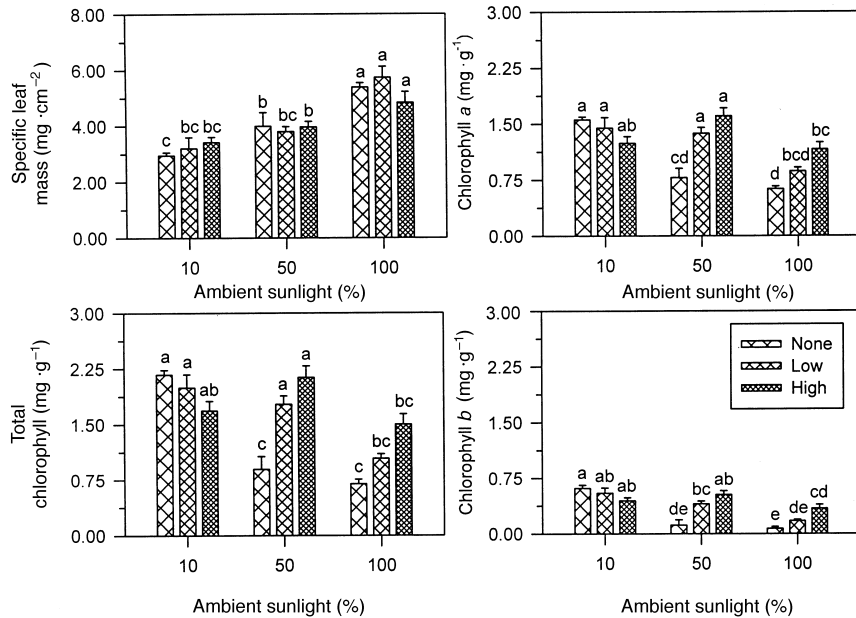 8.00
6.00
4.00
2.00
0.00
Specific leaf
mass (mg·cm⁻²)
c bc bc
b bc b
a a a
10 50 100
Ambient sunlight (%)
3.00
2.25
1.50
0.75
0.00
Chlorophyll a (mg·g⁻¹)
a a ab
cd a a
d bcd bc
10 50 100
Ambient sunlight (%)
3.00
2.25
1.50
0.75
0.00
Total
chlorophyll (mg·g⁻¹)
a a ab
c a a
c bc bc
10 50 100
Ambient sunlight (%)
3.00
2.25
1.50
0.75
0.00
Chlorophyll b (mg·g⁻¹)
None
Low
High
a ab ab
de bc ab
e de cd
10 50 100
Ambient sunlight (%)